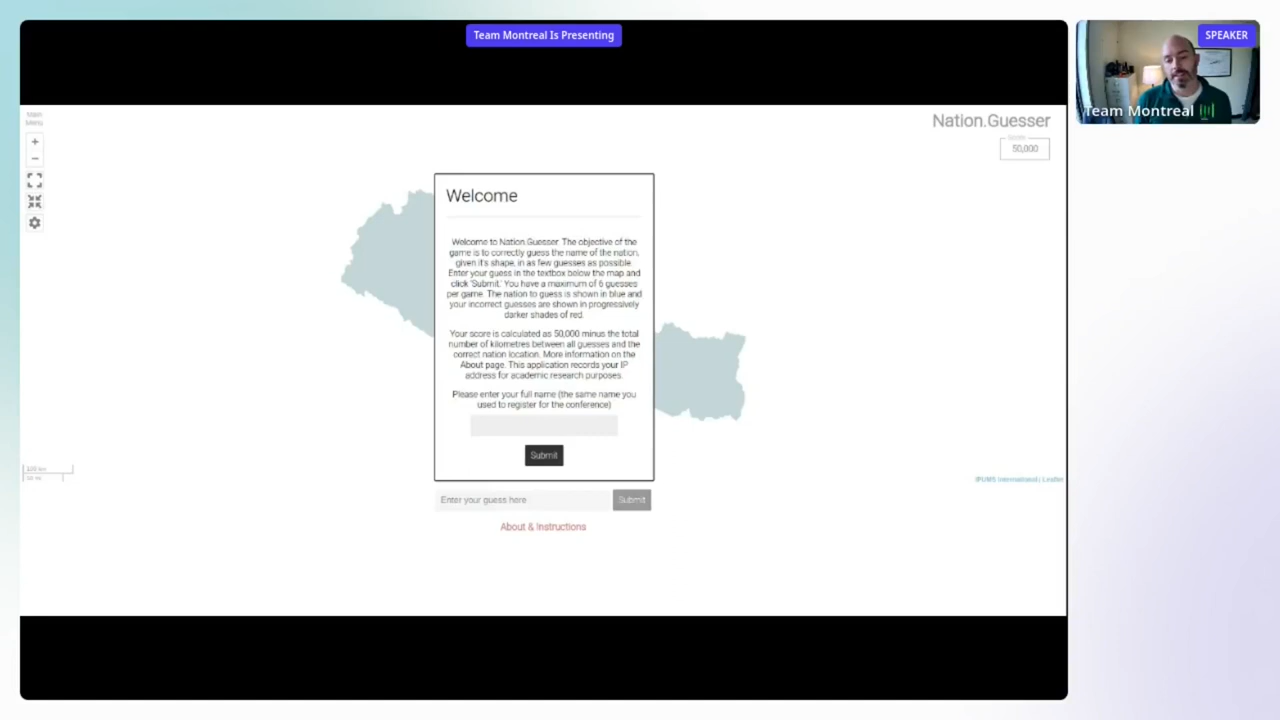 Team Montreal Is Presenting
SPEAKER
Team Montreal
Main
Menu
+
−
Nation.Guesser
Score
50,000
Welcome
Welcome to Nation.Guesser. The objective of the
game is to correctly guess the name of the nation,
given it's shape, in as few guesses as possible.
Enter your guess in the textbox below the map and
click 'Submit.' You have a maximum of 6 guesses
per game. The nation to guess is shown in blue and
your incorrect guesses are shown in progressively
darker shades of red.
Your score is calculated as 50,000 minus the total
number of kilometres between all guesses and the
correct nation location. More information on the
About page. This application records your IP
address for academic research purposes.
Please enter your full name (the same name you
used to register for the conference)
Submit
IPUMS International | Leaflet
Enter your guess here
Submit
About & Instructions